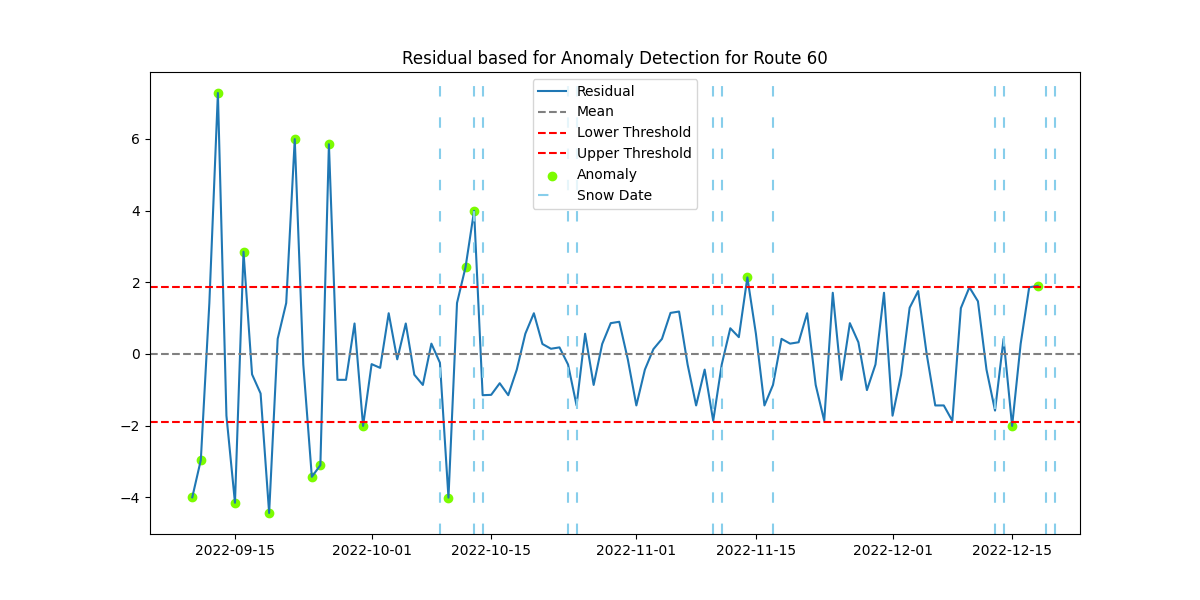 Residual based for Anomaly Detection for Route 60
Residual
Mean
Lower Threshold
Upper Threshold
Anomaly
Snow Date
6
4
2
0
−2
−4
2022-09-15
2022-10-01
2022-10-15
2022-11-01
2022-11-15
2022-12-01
2022-12-15